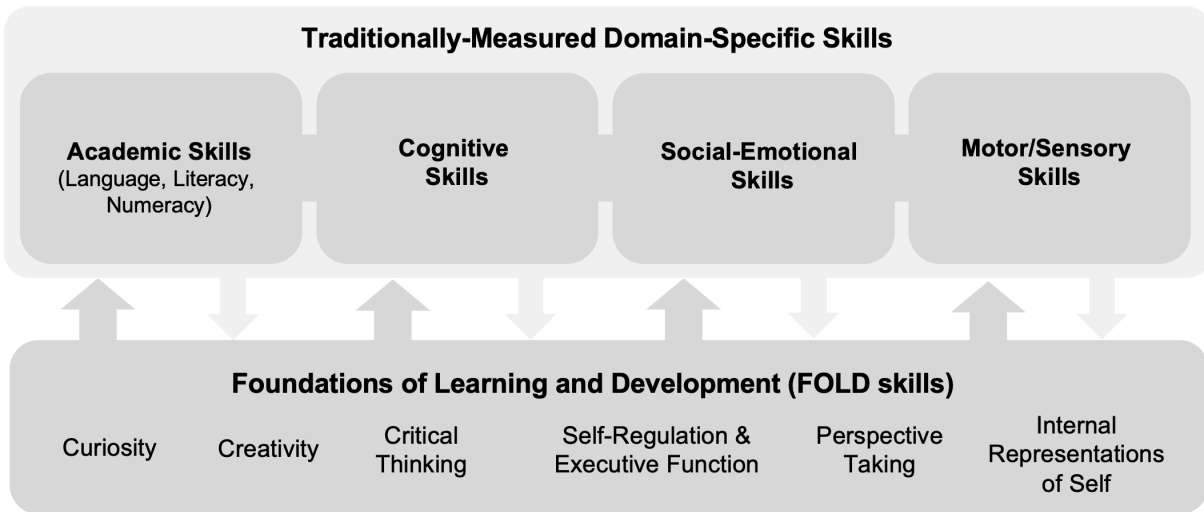 Traditionally-Measured Domain-Specific Skills
Academic Skills
(Language, Literacy,
Numeracy)
Cognitive
Skills
Social-Emotional
Skills
Motor/Sensory
Skills
Foundations of Learning and Development (FOLD skills)
Curiosity
Creativity
Critical
Thinking
Self-Regulation &
Executive Function
Perspective
Taking
Internal
Representations
of Self